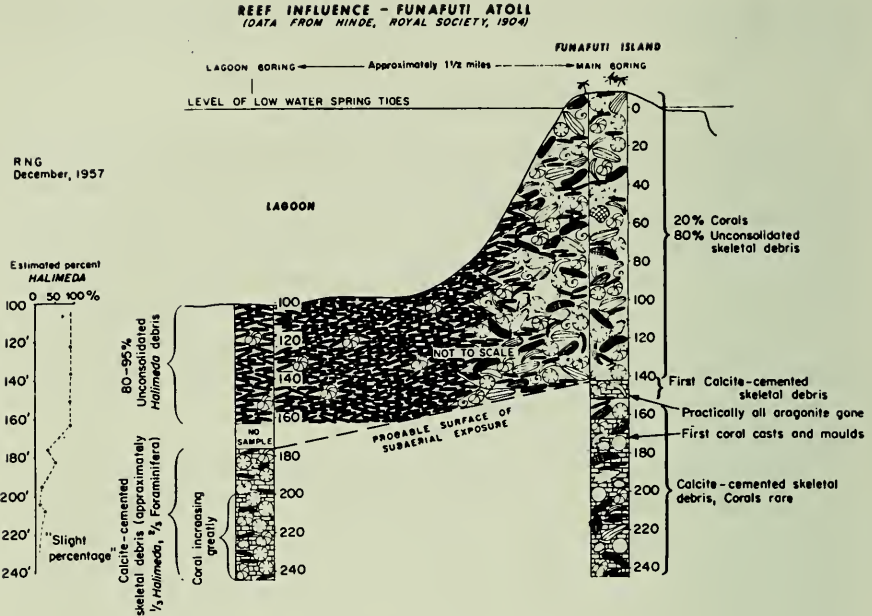 REEF INFLUENCE - FUNAFUTI ATOLL
(DATA FROM HINDE, ROYAL SOCIETY, 1904)
FUNAFUTI ISLAND
LAGOON BORING
Approximately 1 1/2 miles
MAIN BORING
LEVEL OF LOW WATER SPRING TIDES
RNG
December, 1957
LAGOON
Estimated percent
HALIMEDA
0 50 100%
100
120'
140'
160'
180'
200'
220'
240'
"Slight
percentage"
80-95%
Unconsolidated
Halimeda debris
Calcite-cemented
skeletal debris (approximately
1/3 Halimeda, 2/3 Foraminifera)
Coral increasing
greatly
NO
SAMPLE
100
120
140
160
180
200
220
240
NOT TO SCALE
PROBABLE SURFACE OF
SUBAERIAL EXPOSURE
0
20
40
60
80
100
120
140
160
180
200
220
240
20% Corals
80% Unconsolidated
skeletal debris
First Calcite-cemented
skeletal debris
Practically all aragonite gone
First coral casts and moulds
Calcite-cemented skeletal
debris, Corals rare